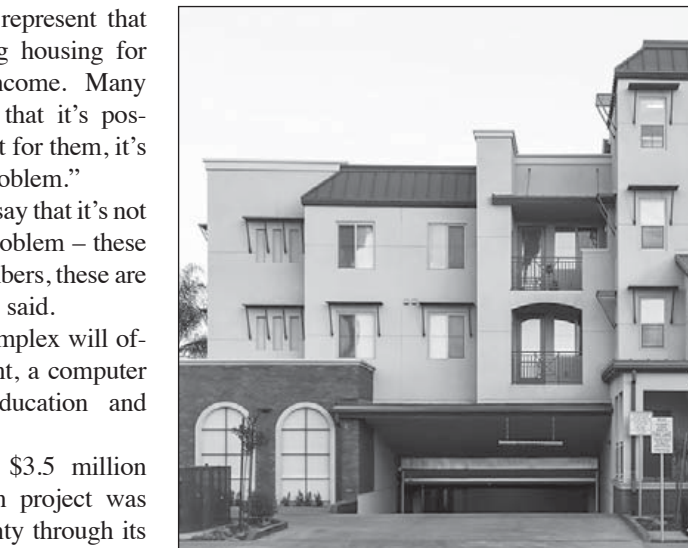 represent that
g housing for
ncome. Many
that it's pos-
t for them, it's
oblem.”
say that it's not
oblem – these
bers, these are
said.
mplex will of-
nt, a computer
ducation and
$3.5 million
n project was
nty through its